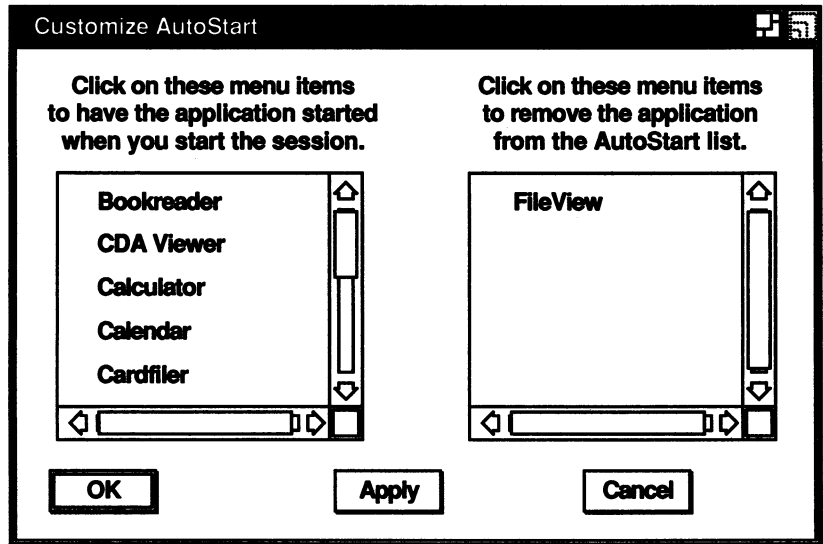 Customize AutoStart
Click on these menu items
to have the application started
when you start the session.
Click on these menu items
to remove the application
from the AutoStart list.
Bookreader
CDA Viewer
Calculator
Calendar
Cardfiler
FileView
OK
Apply
Cancel